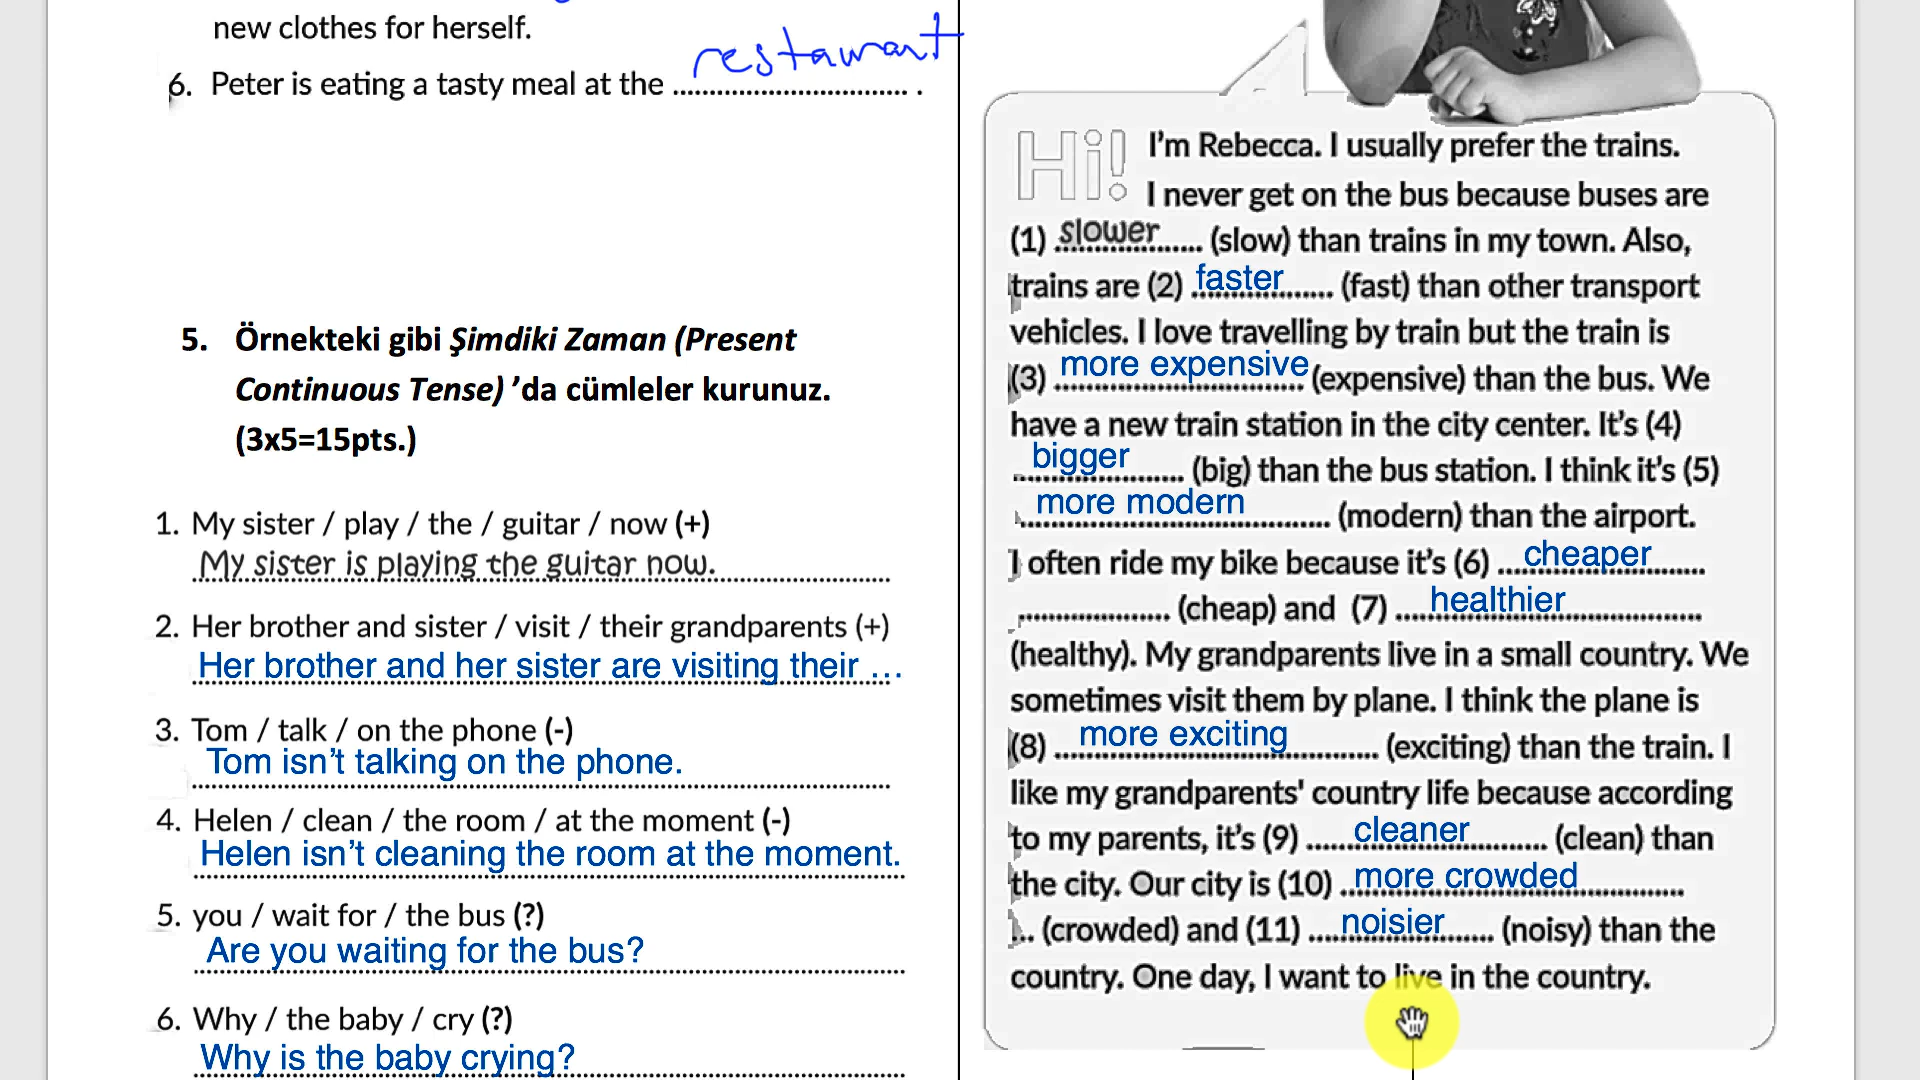 new clothes for herself.
6. Peter is eating a tasty meal at the restaurant .
5. Örnekteki gibi Şimdiki Zaman (Present
Continuous Tense) ’da cümleler kurunuz.
(3x5=15pts.)
1. My sister / play / the / guitar / now (+)
My sister is playing the guitar now.
2. Her brother and sister / visit / their grandparents (+)
Her brother and her sister are visiting their …
3. Tom / talk / on the phone (-)
Tom isn’t talking on the phone.
4. Helen / clean / the room / at the moment (-)
Helen isn’t cleaning the room at the moment.
5. you / wait for / the bus (?)
Are you waiting for the bus?
6. Why / the baby / cry (?)
Why is the baby crying?
Hi! I’m Rebecca. I usually prefer the trains.
I never get on the bus because buses are
(1) slower (slow) than trains in my town. Also,
trains are (2) faster (fast) than other transport
vehicles. I love travelling by train but the train is
(3) more expensive (expensive) than the bus. We
have a new train station in the city center. It’s (4)
bigger (big) than the bus station. I think it’s (5)
more modern (modern) than the airport.
I often ride my bike because it’s (6) cheaper
(cheap) and (7) healthier
(healthy). My grandparents live in a small country. We
sometimes visit them by plane. I think the plane is
(8) more exciting (exciting) than the train. I
like my grandparents' country life because according
to my parents, it’s (9) cleaner (clean) than
the city. Our city is (10) more crowded
(crowded) and (11) noisier (noisy) than the
country. One day, I want to live in the country.